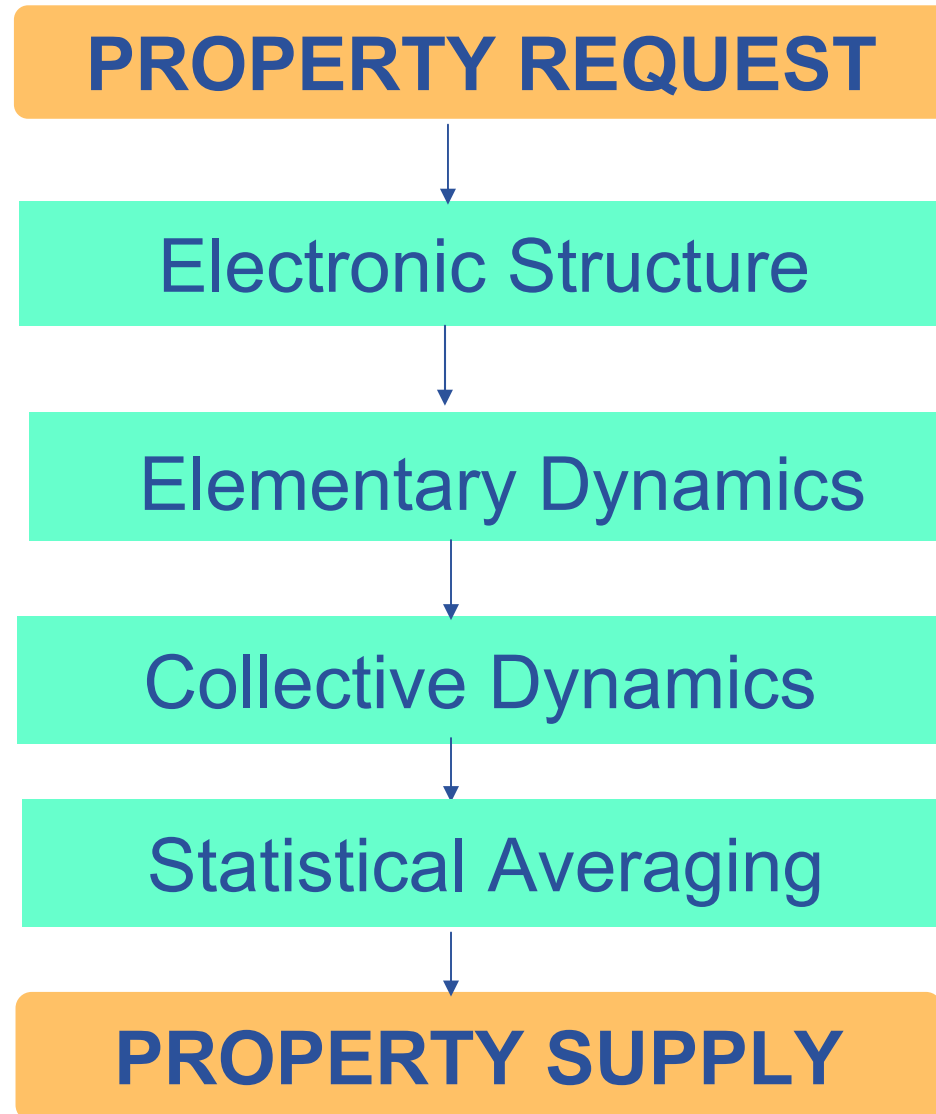 PROPERTY REQUEST
Electronic Structure
Elementary Dynamics
Collective Dynamics
Statistical Averaging
PROPERTY SUPPLY